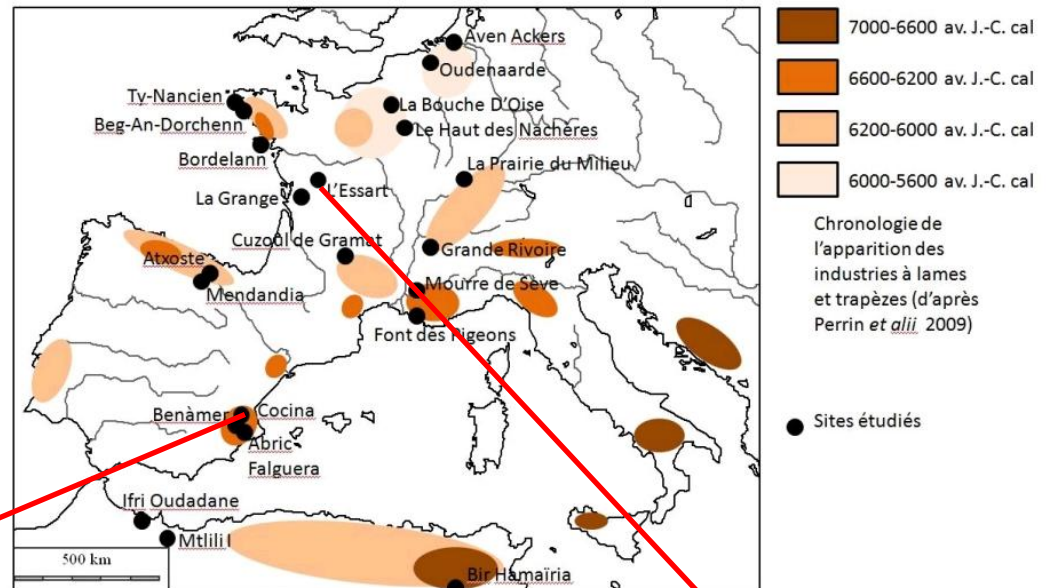 Aven Ackers
Oudenaarde
Ty-Nancien
La Bouche D'Oise
Beg-An-Dorchenn
Le Haut des Nachères
Bordelann
La Prairie du Milieu
L'Essart
La Grange
Cuzoul de Gramat
Grande Rivoire
Atxoste
Mourre de Sève
Mendandia
Font des Pigeons
Benàmer
Cocina
Abric
Falguera
Ifri Oudadane
Mtlili I
500 km
Bir Hamaïria
7000-6600 av. J.-C. cal
6600-6200 av. J.-C. cal
6200-6000 av. J.-C. cal
6000-5600 av. J.-C. cal
Chronologie de
l'apparition des
industries à lames
et trapèzes (d'après
Perrin et alii 2009)
Sites étudiés